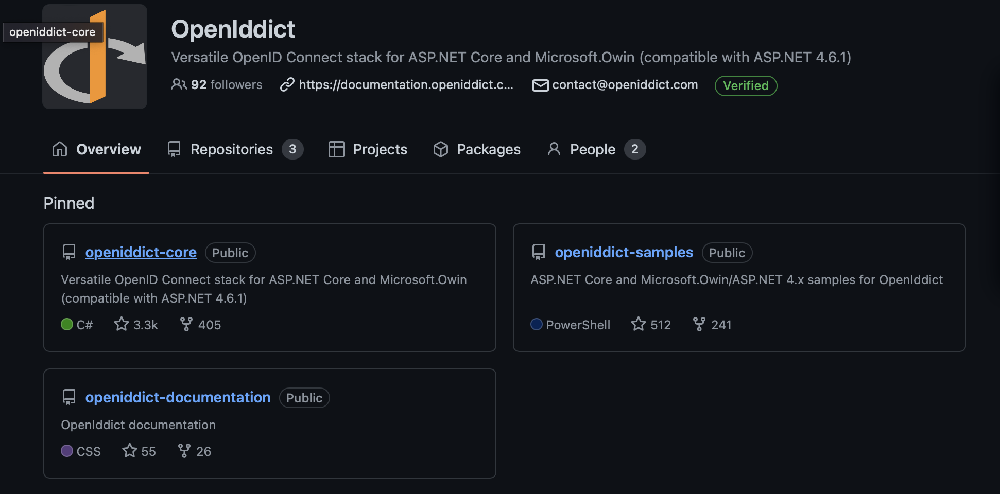 openiddict-core
OpenIddict
Versatile OpenID Connect stack for ASP.NET Core and Microsoft.Owin (compatible with ASP.NET 4.6.1)
92 followers https://documentation.openiddict.c... contact@openiddict.com Verified
Overview Repositories 3 Projects Packages People 2
Pinned
openiddict-core Public
Versatile OpenID Connect stack for ASP.NET Core and Microsoft.Owin
(compatible with ASP.NET 4.6.1)
C# 3.3k 405
openiddict-samples Public
ASP.NET Core and Microsoft.Owin/ASP.NET 4.x samples for OpenIddict
PowerShell 512 241
openiddict-documentation Public
OpenIddict documentation
CSS 55 26